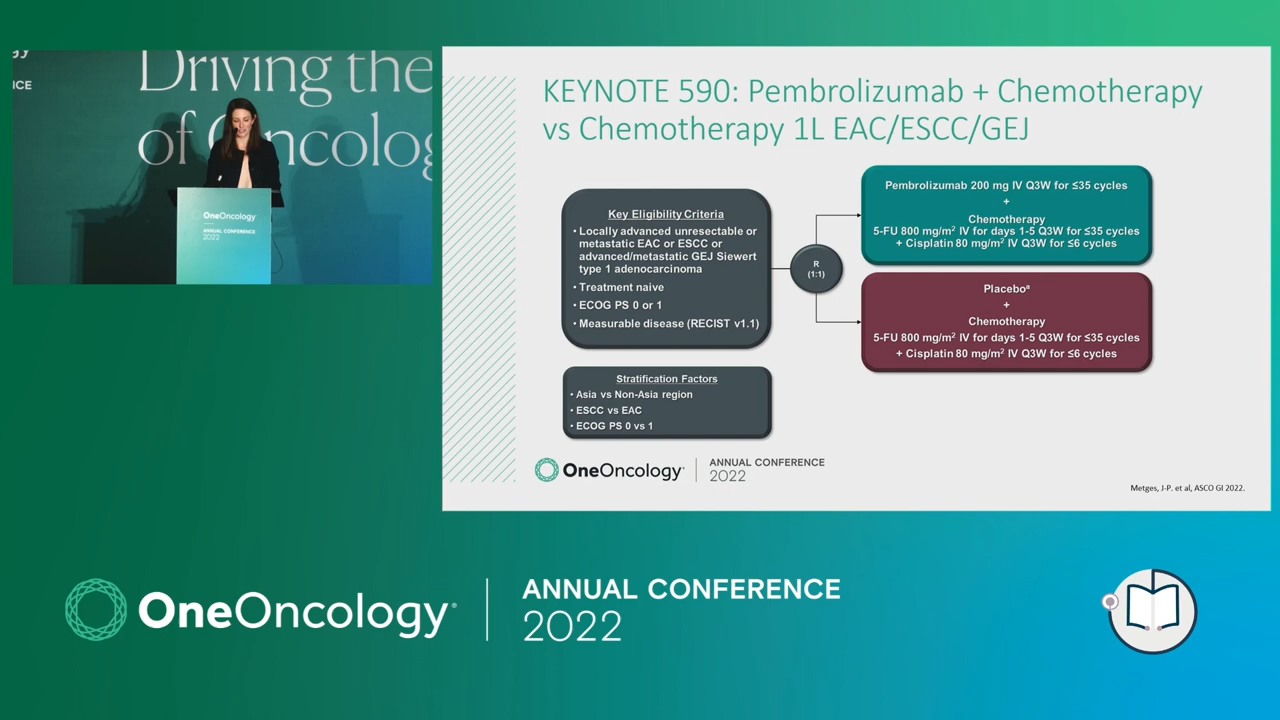 gy
ICE
Driving the
of Oncolog
OneOncology
ANNUAL CONFERENCE
2022
KEYNOTE 590: Pembrolizumab + Chemotherapy
vs Chemotherapy 1L EAC/ESCC/GEJ
Key Eligibility Criteria
• Locally advanced unresectable or
metastatic EAC or ESCC or
advanced/metastatic GEJ Siewert
type 1 adenocarcinoma
• Treatment naive
• ECOG PS 0 or 1
• Measurable disease (RECIST v1.1)
Stratification Factors
• Asia vs Non-Asia region
• ESCC vs EAC
• ECOG PS 0 vs 1
R
(1:1)
Pembrolizumab 200 mg IV Q3W for ≤35 cycles
+
Chemotherapy
5-FU 800 mg/m² IV for days 1-5 Q3W for ≤35 cycles
+ Cisplatin 80 mg/m² IV Q3W for ≤6 cycles
Placeboᵃ
+
Chemotherapy
5-FU 800 mg/m² IV for days 1-5 Q3W for ≤35 cycles
+ Cisplatin 80 mg/m² IV Q3W for ≤6 cycles
OneOncology
ANNUAL CONFERENCE
2022
Metges, J-P. et al, ASCO GI 2022.
OneOncology
ANNUAL CONFERENCE
2022